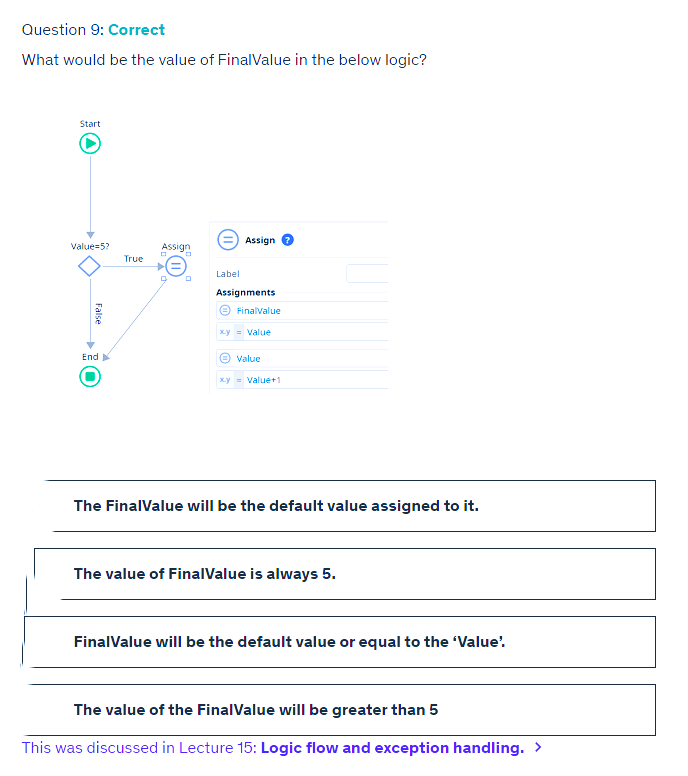 Question 9: Correct
What would be the value of FinalValue in the below logic?
Start
Value=5?
True
Assign
False
End
Assign ?
Label
Assignments
FinalValue
x.y = Value
Value
x.y = Value+1
The FinalValue will be the default value assigned to it.
The value of FinalValue is always 5.
FinalValue will be the default value or equal to the ‘Value’.
The value of the FinalValue will be greater than 5
This was discussed in Lecture 15: Logic flow and exception handling. >